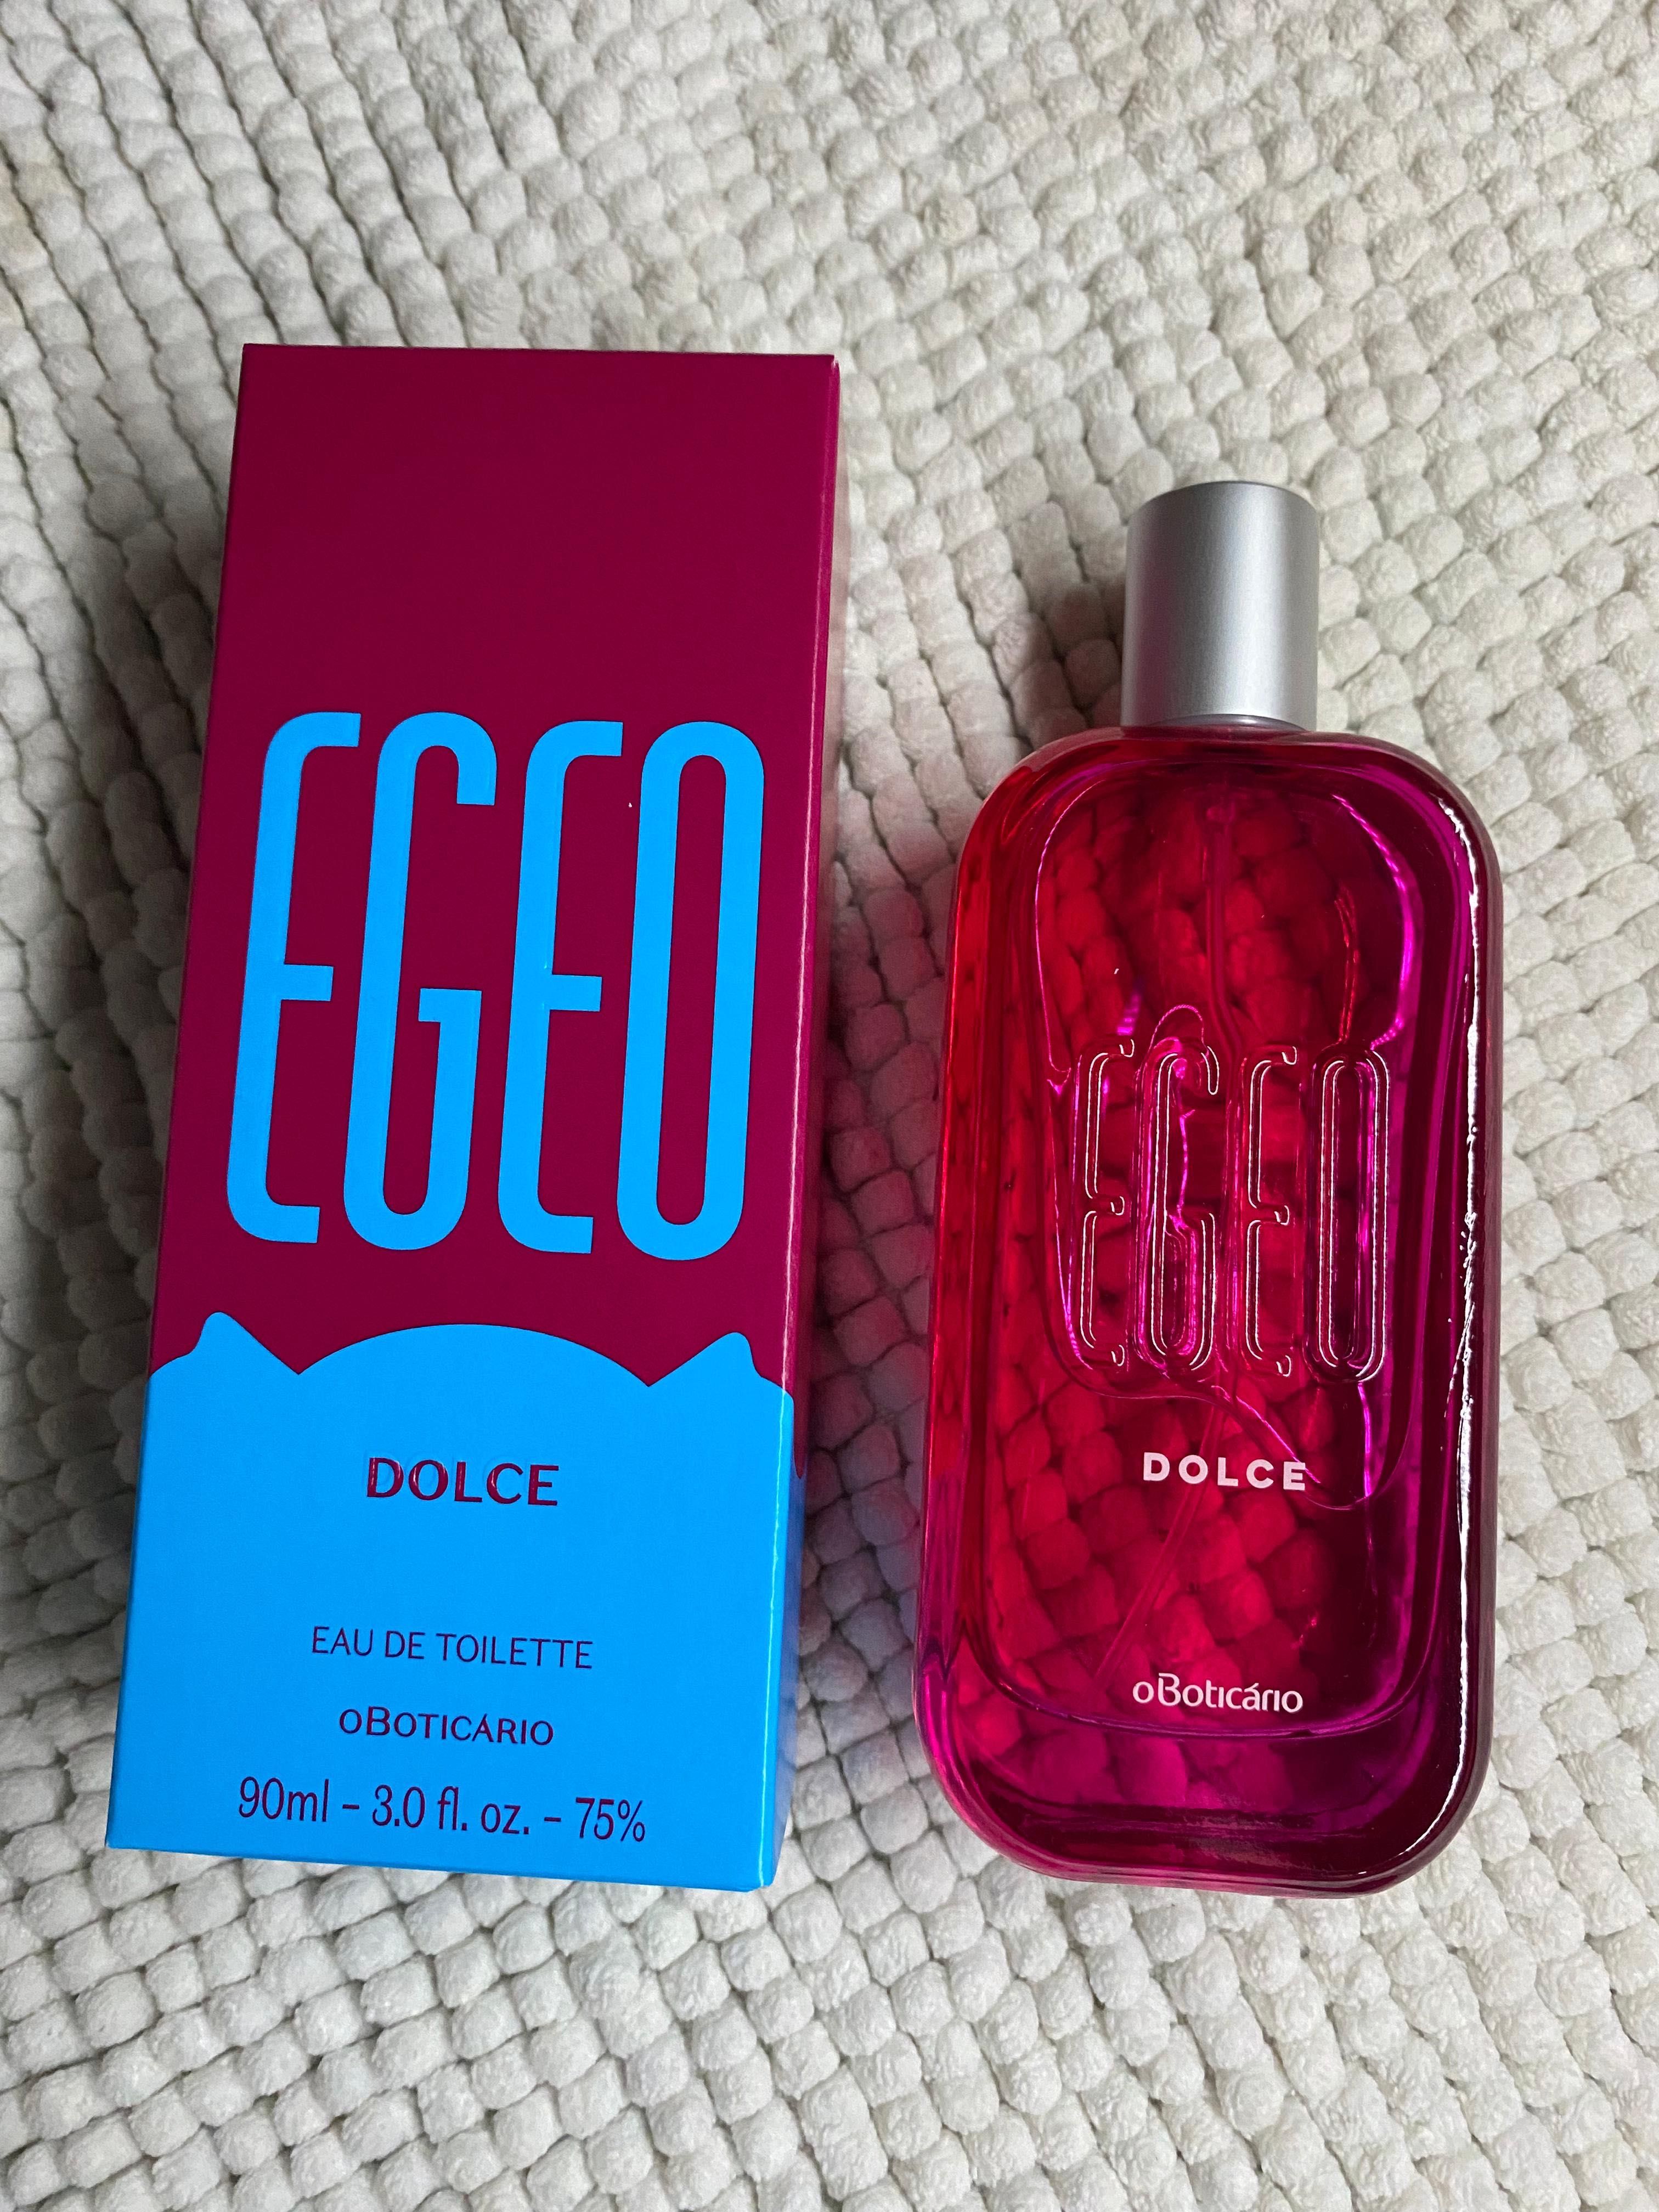 EGEO
DOLCE
EAU DE TOILETTE
oBOTICÁRIO
90ml - 3.0 fl. oz. - 75%
EGEO
DOLCE
oBoticário